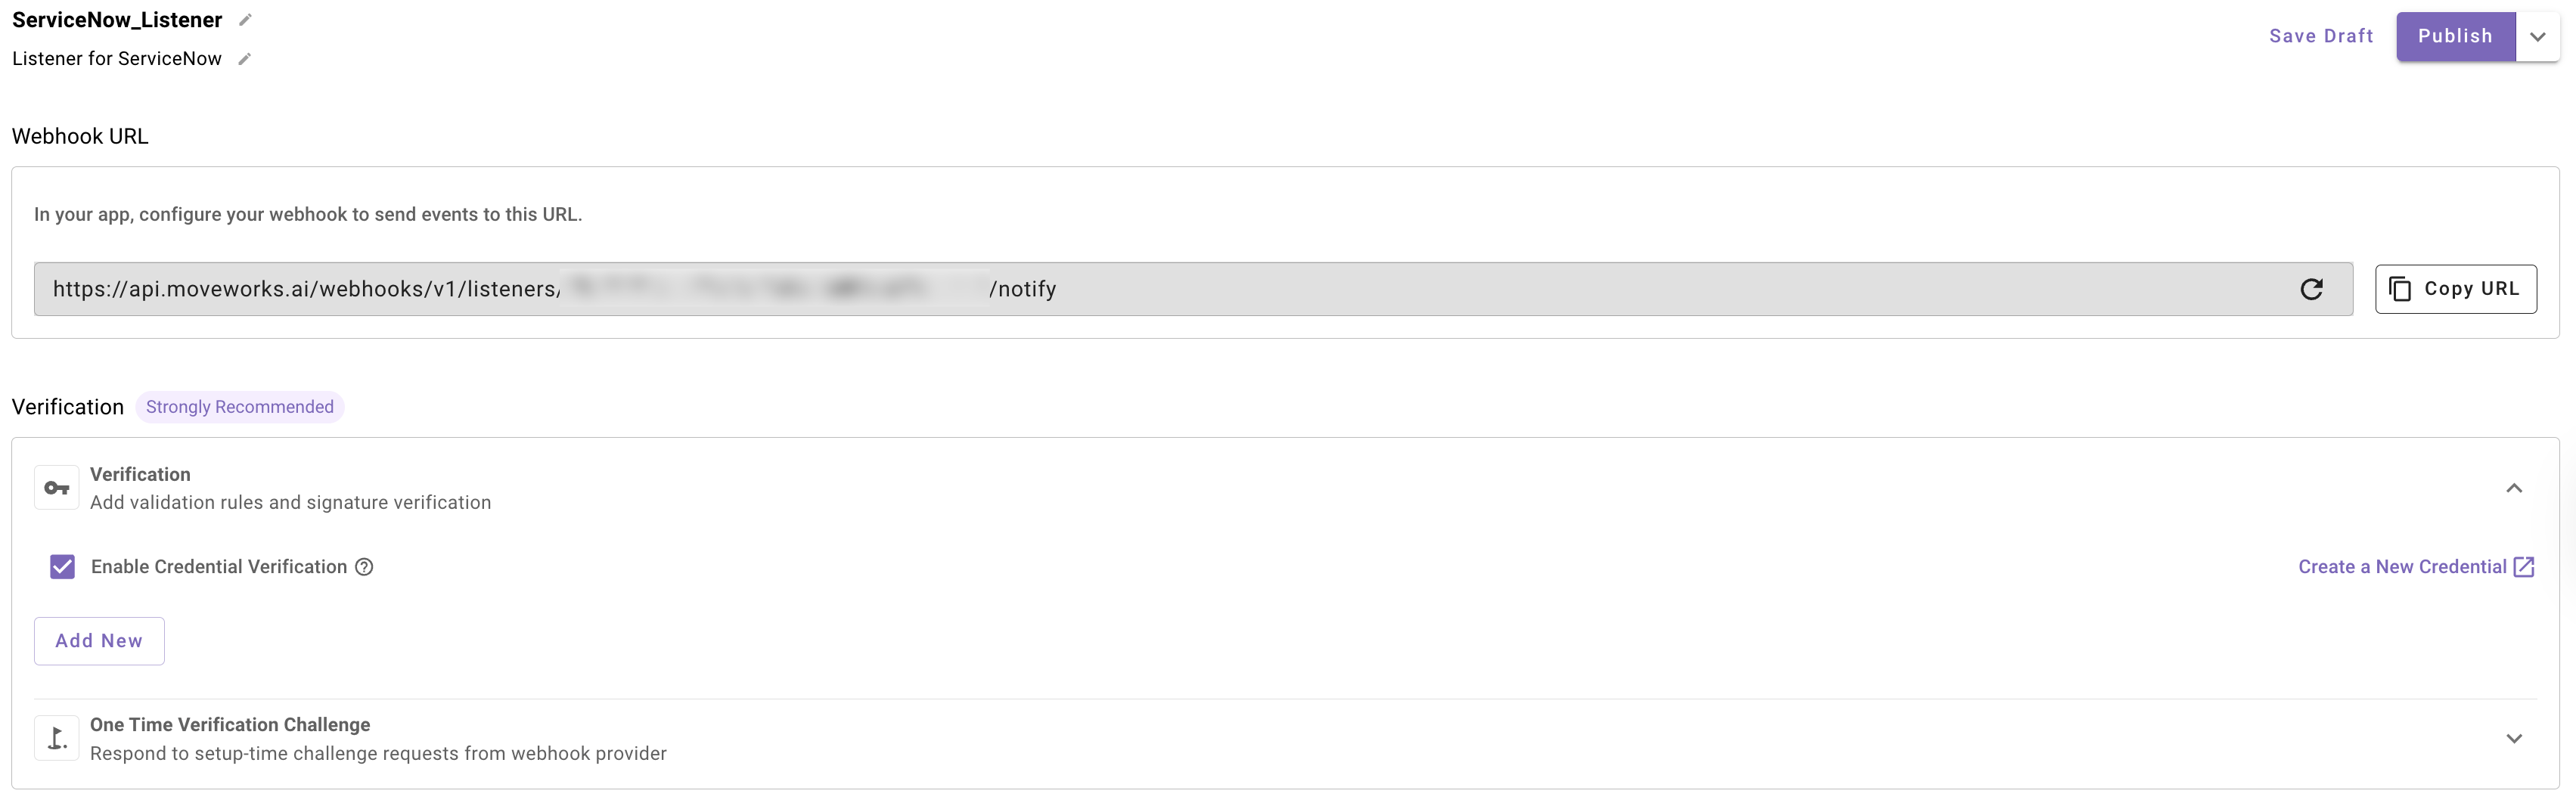 ServiceNow_Listener
Save Draft
Publish
Listener for ServiceNow
Webhook URL
In your app, configure your webhook to send events to this URL.
https://api.moveworks.ai/webhooks/v1/listeners/ /notify
Copy URL
Verification
Strongly Recommended
Verification
Add validation rules and signature verification
Enable Credential Verification
Create a New Credential
Add New
One Time Verification Challenge
Respond to setup-time challenge requests from webhook provider